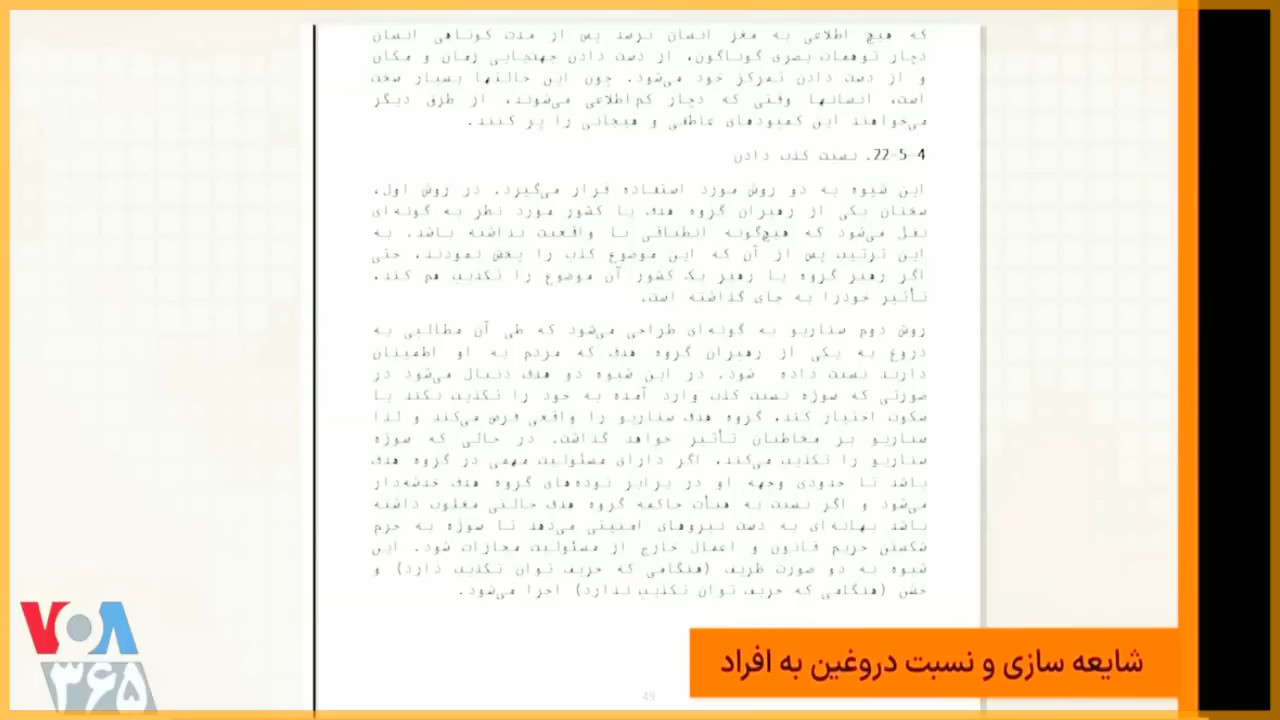 که هیچ اطلاعی به مغز انسان نرسد پس از مدت کوتاهی انسان
دچار توهمات بصری گوناگون، از دست دادن جهتیابی زمان و مکان
و از دست دادن تمرکز خود می‌شود. چون این حالتها بسیار سخت
است، انسانها وقتی که دچار کم‌اطلاعی می‌شوند، از طرق دیگر
می‌خواهند این کمبودهای عاطفی و هیجانی را پر کنند.
22-5-4. نسبت کذب دادن
این شیوه به دو روش مورد استفاده قرار می‌گیرد. در روش اول،
سخنان یکی از رهبران گروه هدف یا کشور مورد نظر به گونه‌ای
نقل می‌شود که هیچ‌گونه انطباقی با واقعیت نداشته باشد. به
این ترتیب پس از آن که این موضوع کذب را پخش نمودند، حتی
اگر رهبر گروه یا رهبر یک کشور آن موضوع را تکذیب هم کند،
تأثیر خودرا به جای گذاشته است.
روش دوم سناریو به گونه‌ای طراحی می‌شود که طی آن مطالبی به
دروغ به یکی از رهبران گروه هدف که مردم به او اطمینان
دارند نسبت داده شود. در این شیوه دو هدف دنبال می‌شود در
صورتی که سوژه نسبت کذب وارد آمده به خود را تکذیب نکند یا
سکوت اختیار کند، گروه هدف سناریو را واقعی فرض می‌کند و لذا
سناریو بر مخاطبان تأثیر خواهد گذاشت. در حالی که سوژه
سناریو را تکذیب می‌کند، اگر دارای مسئولیت مهمی در گروه هدف
باشد تا حدودی وجهه او در برابر توده‌های گروه هدف خدشه‌دار
می‌شود و اگر نسبت به هیأت حاکمه گروه هدف حالتی مغلوب داشته
باشد بهانه‌ای به دست نیروهای امنیتی می‌دهد تا سوژه به جرم
شکستن حریم قانون و اعمال خارج از مسئولیت مجازات شود. این
شیوه به دو صورت ظریف (هنگامی که حریف توان تکذیب دارد) و
خشن (هنگامی که حریف توان تکذیب ندارد) اجرا می‌شود.
49
شایعه سازی و نسبت دروغین به افراد
VOA
۳۶۵